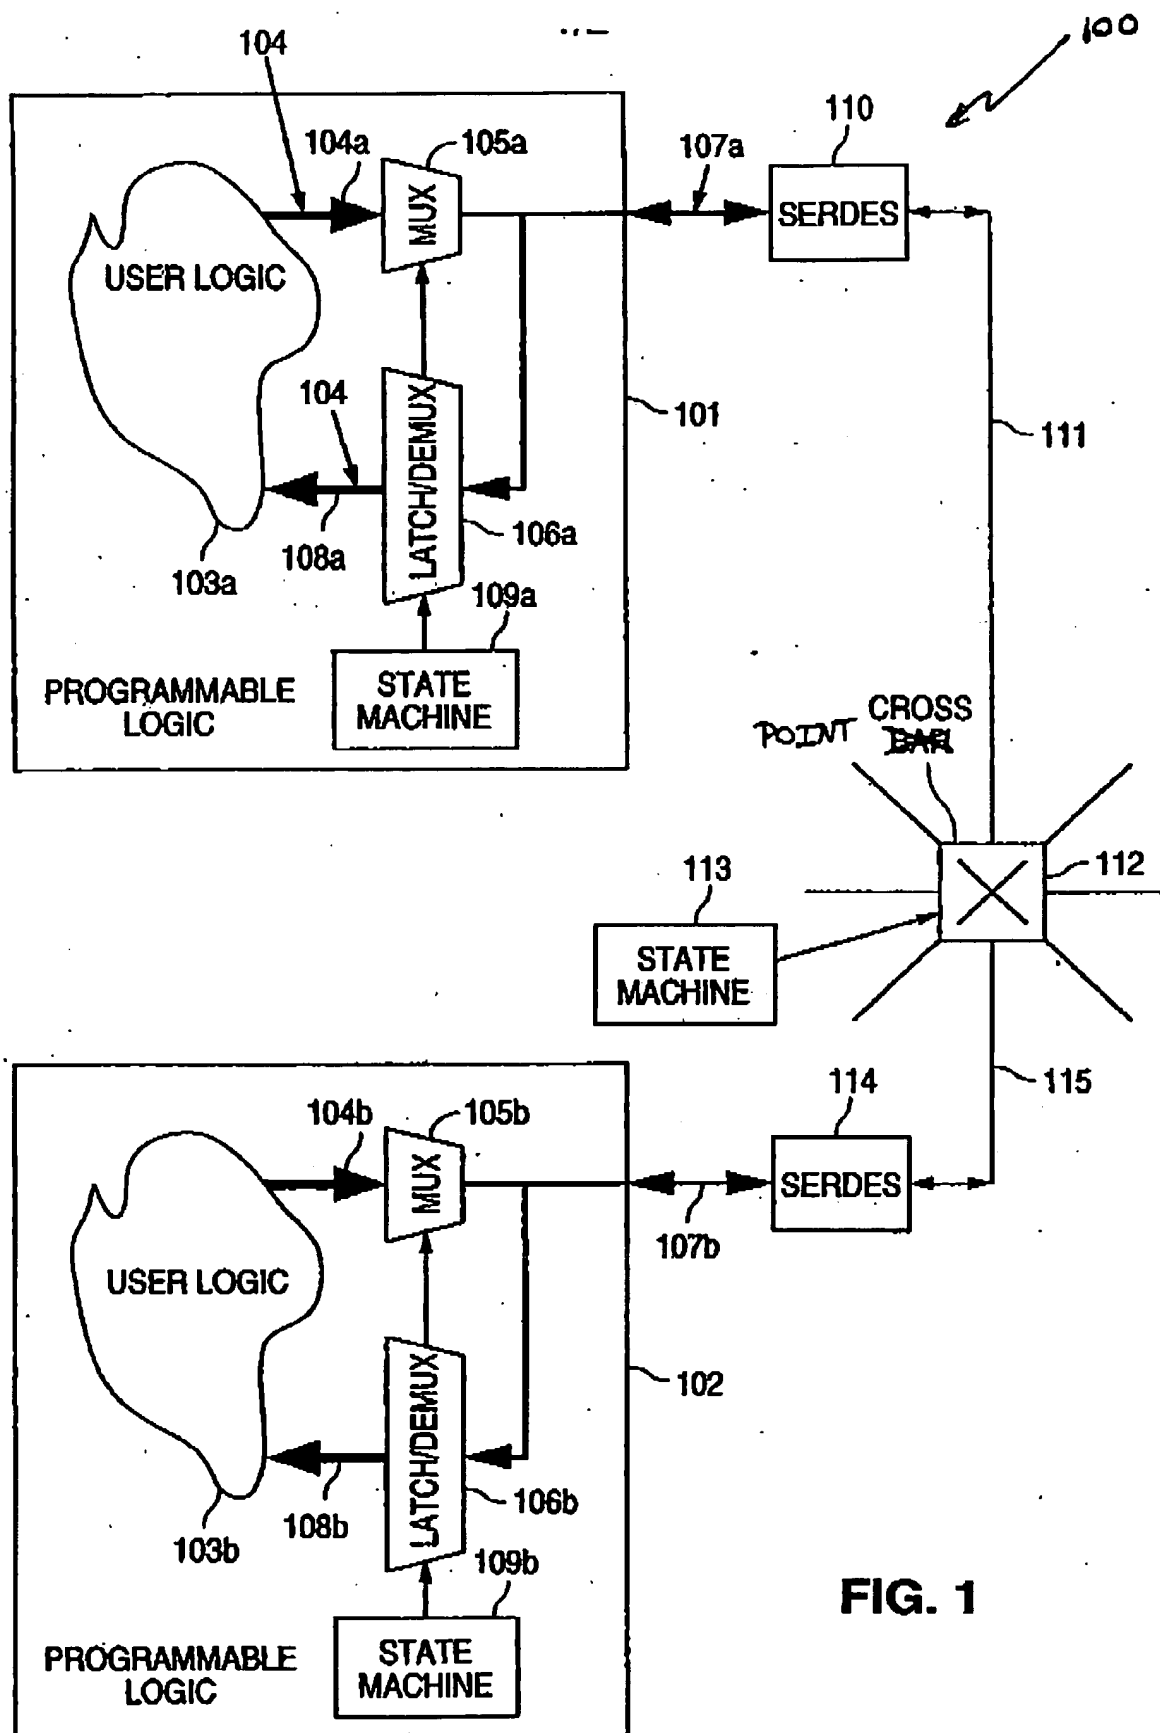 100
104
104a
105a
107a
110
MUX
SERDES
USER LOGIC
104
101
111
LATCH/DEMUX
108a
106a
103a
109a
PROGRAMMABLE
LOGIC
STATE
MACHINE
POINT
CROSS
BAR
113
112
STATE
MACHINE
104b
105b
114
115
MUX
SERDES
USER LOGIC
107b
102
LATCH/DEMUX
108b
106b
103b
109b
FIG. 1
PROGRAMMABLE
LOGIC
STATE
MACHINE